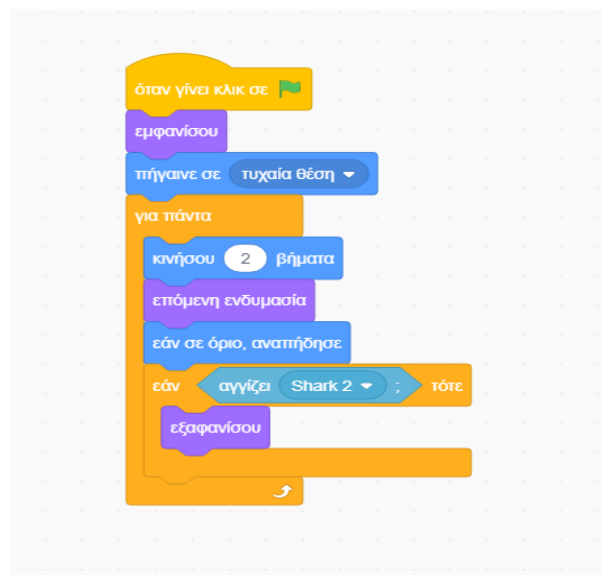 όταν γίνει κλικ σε
εμφανίσου
πήγαινε σε τυχαία θέση
για πάντα
κινήσου 2 βήματα
επόμενη ενδυμασία
εάν σε όριο, αναπήδησε
εάν αγγίζει Shark 2 ; τότε
εξαφανίσου